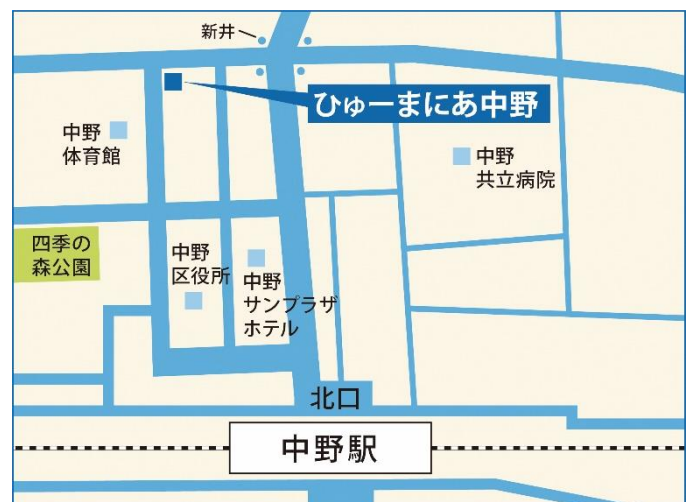 新井
ひゅーまにあ中野
中野
体育館
中野
共立病院
四季の
森公園
中野
区役所
中野
サンプラザ
ホテル
北口
中野駅